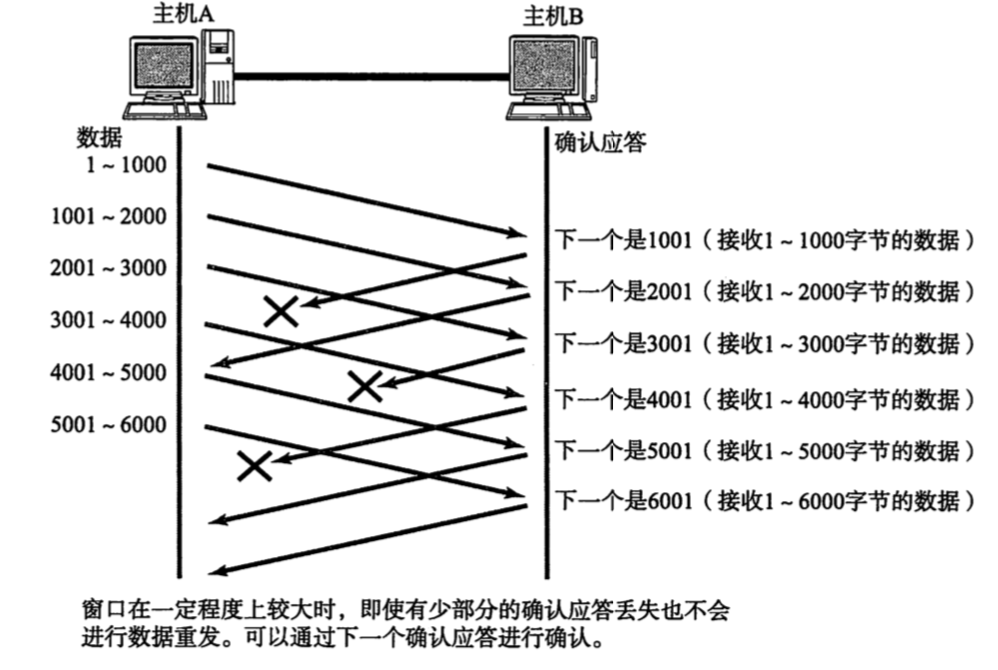 主机A
主机B
数据
确认应答
1～1000
1001～2000
2001～3000
3001～4000
4001～5000
5001～6000
下一个是1001（接收1～1000字节的数据）
下一个是2001（接收1～2000字节的数据）
下一个是3001（接收1～3000字节的数据）
下一个是4001（接收1～4000字节的数据）
下一个是5001（接收1～5000字节的数据）
下一个是6001（接收1～6000字节的数据）
窗口在一定程度上较大时，即使有少部分的确认应答丢失也不会
进行数据重发。可以通过下一个确认应答进行确认。